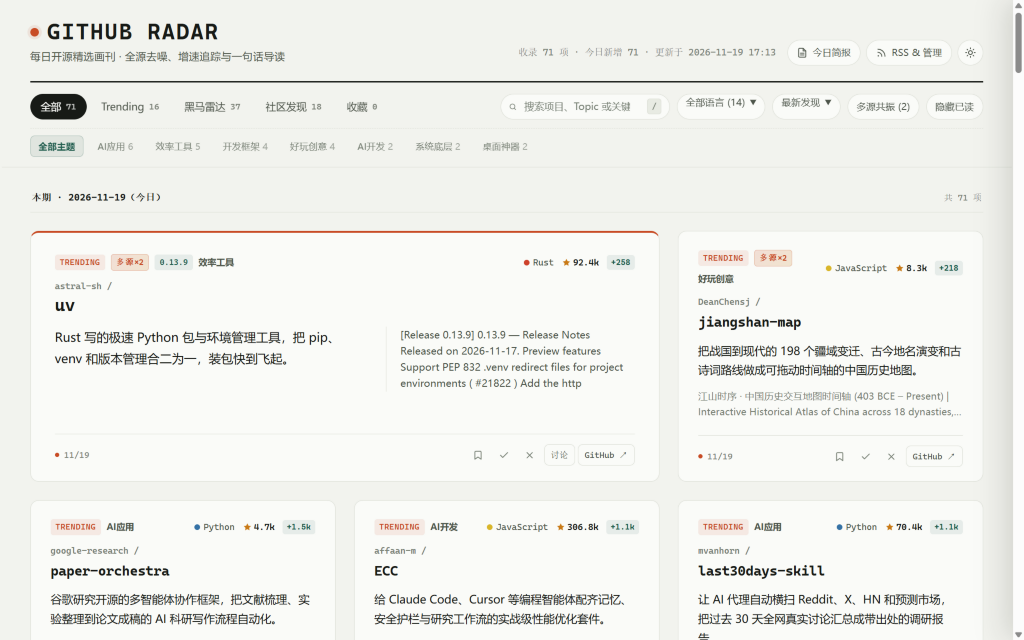 GITHUB RADAR
每日开源精选画刊 · 全源去噪、增速追踪与一句话导读
收录 71 项 · 今日新增 71 · 更新于 2026-11-19 17:13
今日简报
RSS & 管理
全部 71
Trending 16
黑马雷达 37
社区发现 18
收藏 0
搜索项目、Topic 或关键 /
全部语言 (14) ▼
最新发现 ▼
多源共振 (2)
隐藏已读
全部主题
AI应用 6
效率工具 5
开发框架 4
好玩创意 4
AI开发 2
系统底层 2
桌面神器 2
本期 · 2026-11-19（今日）
共 71 项
TRENDING 多源×2 0.13.9 效率工具
Rust ★ 92.4k +258
astral-sh /
uv
Rust 写的极速 Python 包与环境管理工具，把 pip、
venv 和版本管理合二为一，装包快到飞起。
[Release 0.13.9] 0.13.9 — Release Notes
Released on 2026-11-17. Preview features
Support PEP 832 .venv redirect files for project
environments ( #21822 ) Add the http
11/19
讨论
GitHub ↗
TRENDING 多源×2
好玩创意
JavaScript ★ 8.3k +218
DeanChensj /
jiangshan-map
把战国到现代的 198 个疆域变迁、古今地名演变和古
诗词路线做成可拖动时间轴的中国历史地图。
江山时序 · 中国历史交互地图时间轴 (403 BCE – Present) |
Interactive Historical Atlas of China across 18 dynasties,...
11/19
GitHub ↗
TRENDING AI应用
Python ★ 4.7k +1.5k
google-research /
paper-orchestra
谷歌研究开源的多智能体协作框架，把文献梳理、实
验整理到论文成稿的 AI 科研写作流程自动化。
TRENDING AI开发
JavaScript ★ 306.8k +1.1k
affaan-m /
ECC
给 Claude Code、Cursor 等编程智能体配齐记忆、
安全护栏与研究工作流的实战级性能优化套件。
TRENDING AI应用
Python ★ 70.4k +1.1k
mvanhorn /
last30days-skill
让 AI 代理自动横扫 Reddit、X、HN 和预测市场，
把过去 30 天全网真实讨论汇总成带出处的调研报
告